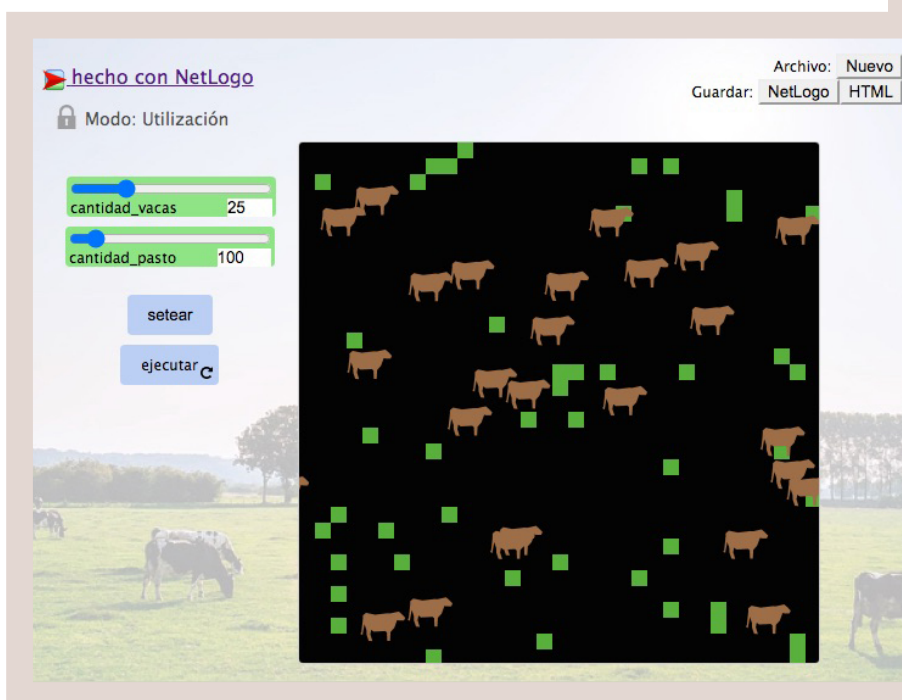 hecho con NetLogo
Archivo: Nuevo
Guardar: NetLogo HTML
Modo: Utilización
cantidad_vacas 25
cantidad_pasto 100
setear
ejecutar